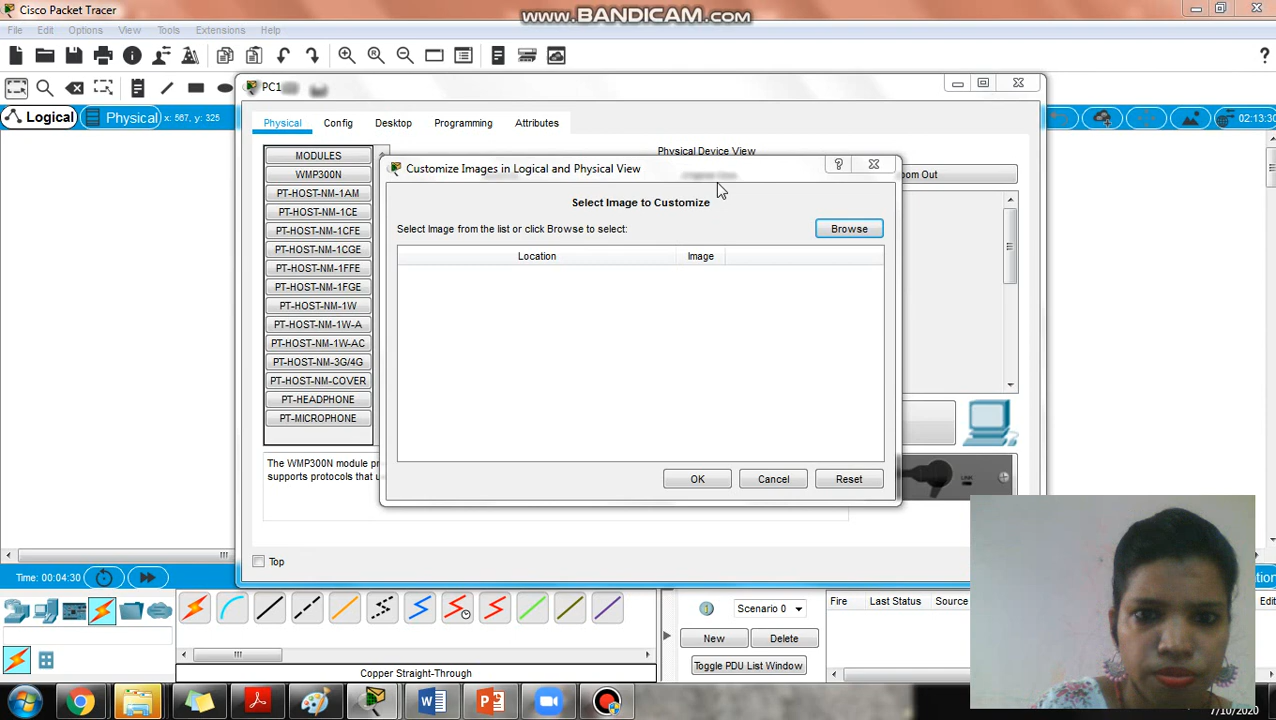 Cisco Packet Tracer
www.BANDICAM.com
File Edit Options View Tools Extensions Help
Logical Physical x: 567, y: 325
02:13:30
PC1
Physical Config Desktop Programming Attributes
MODULES
WMP300N
PT-HOST-NM-1AM
PT-HOST-NM-1CE
PT-HOST-NM-1CFE
PT-HOST-NM-1CGE
PT-HOST-NM-1FFE
PT-HOST-NM-1FGE
PT-HOST-NM-1W
PT-HOST-NM-1W-A
PT-HOST-NM-1W-AC
PT-HOST-NM-3G/4G
PT-HOST-NM-COVER
PT-HEADPHONE
PT-MICROPHONE
Physical Device View
Out
Customize Images in Logical and Physical View
Select Image to Customize
Select Image from the list or click Browse to select:
Browse
Location Image
OK Cancel Reset
The WMP300N module
supports protocols that
LINK
Top
Time: 00:04:30
Scenario 0
Fire Last Status Source
New Delete
Toggle PDU List Window
Copper Straight-Through
7/10/2020